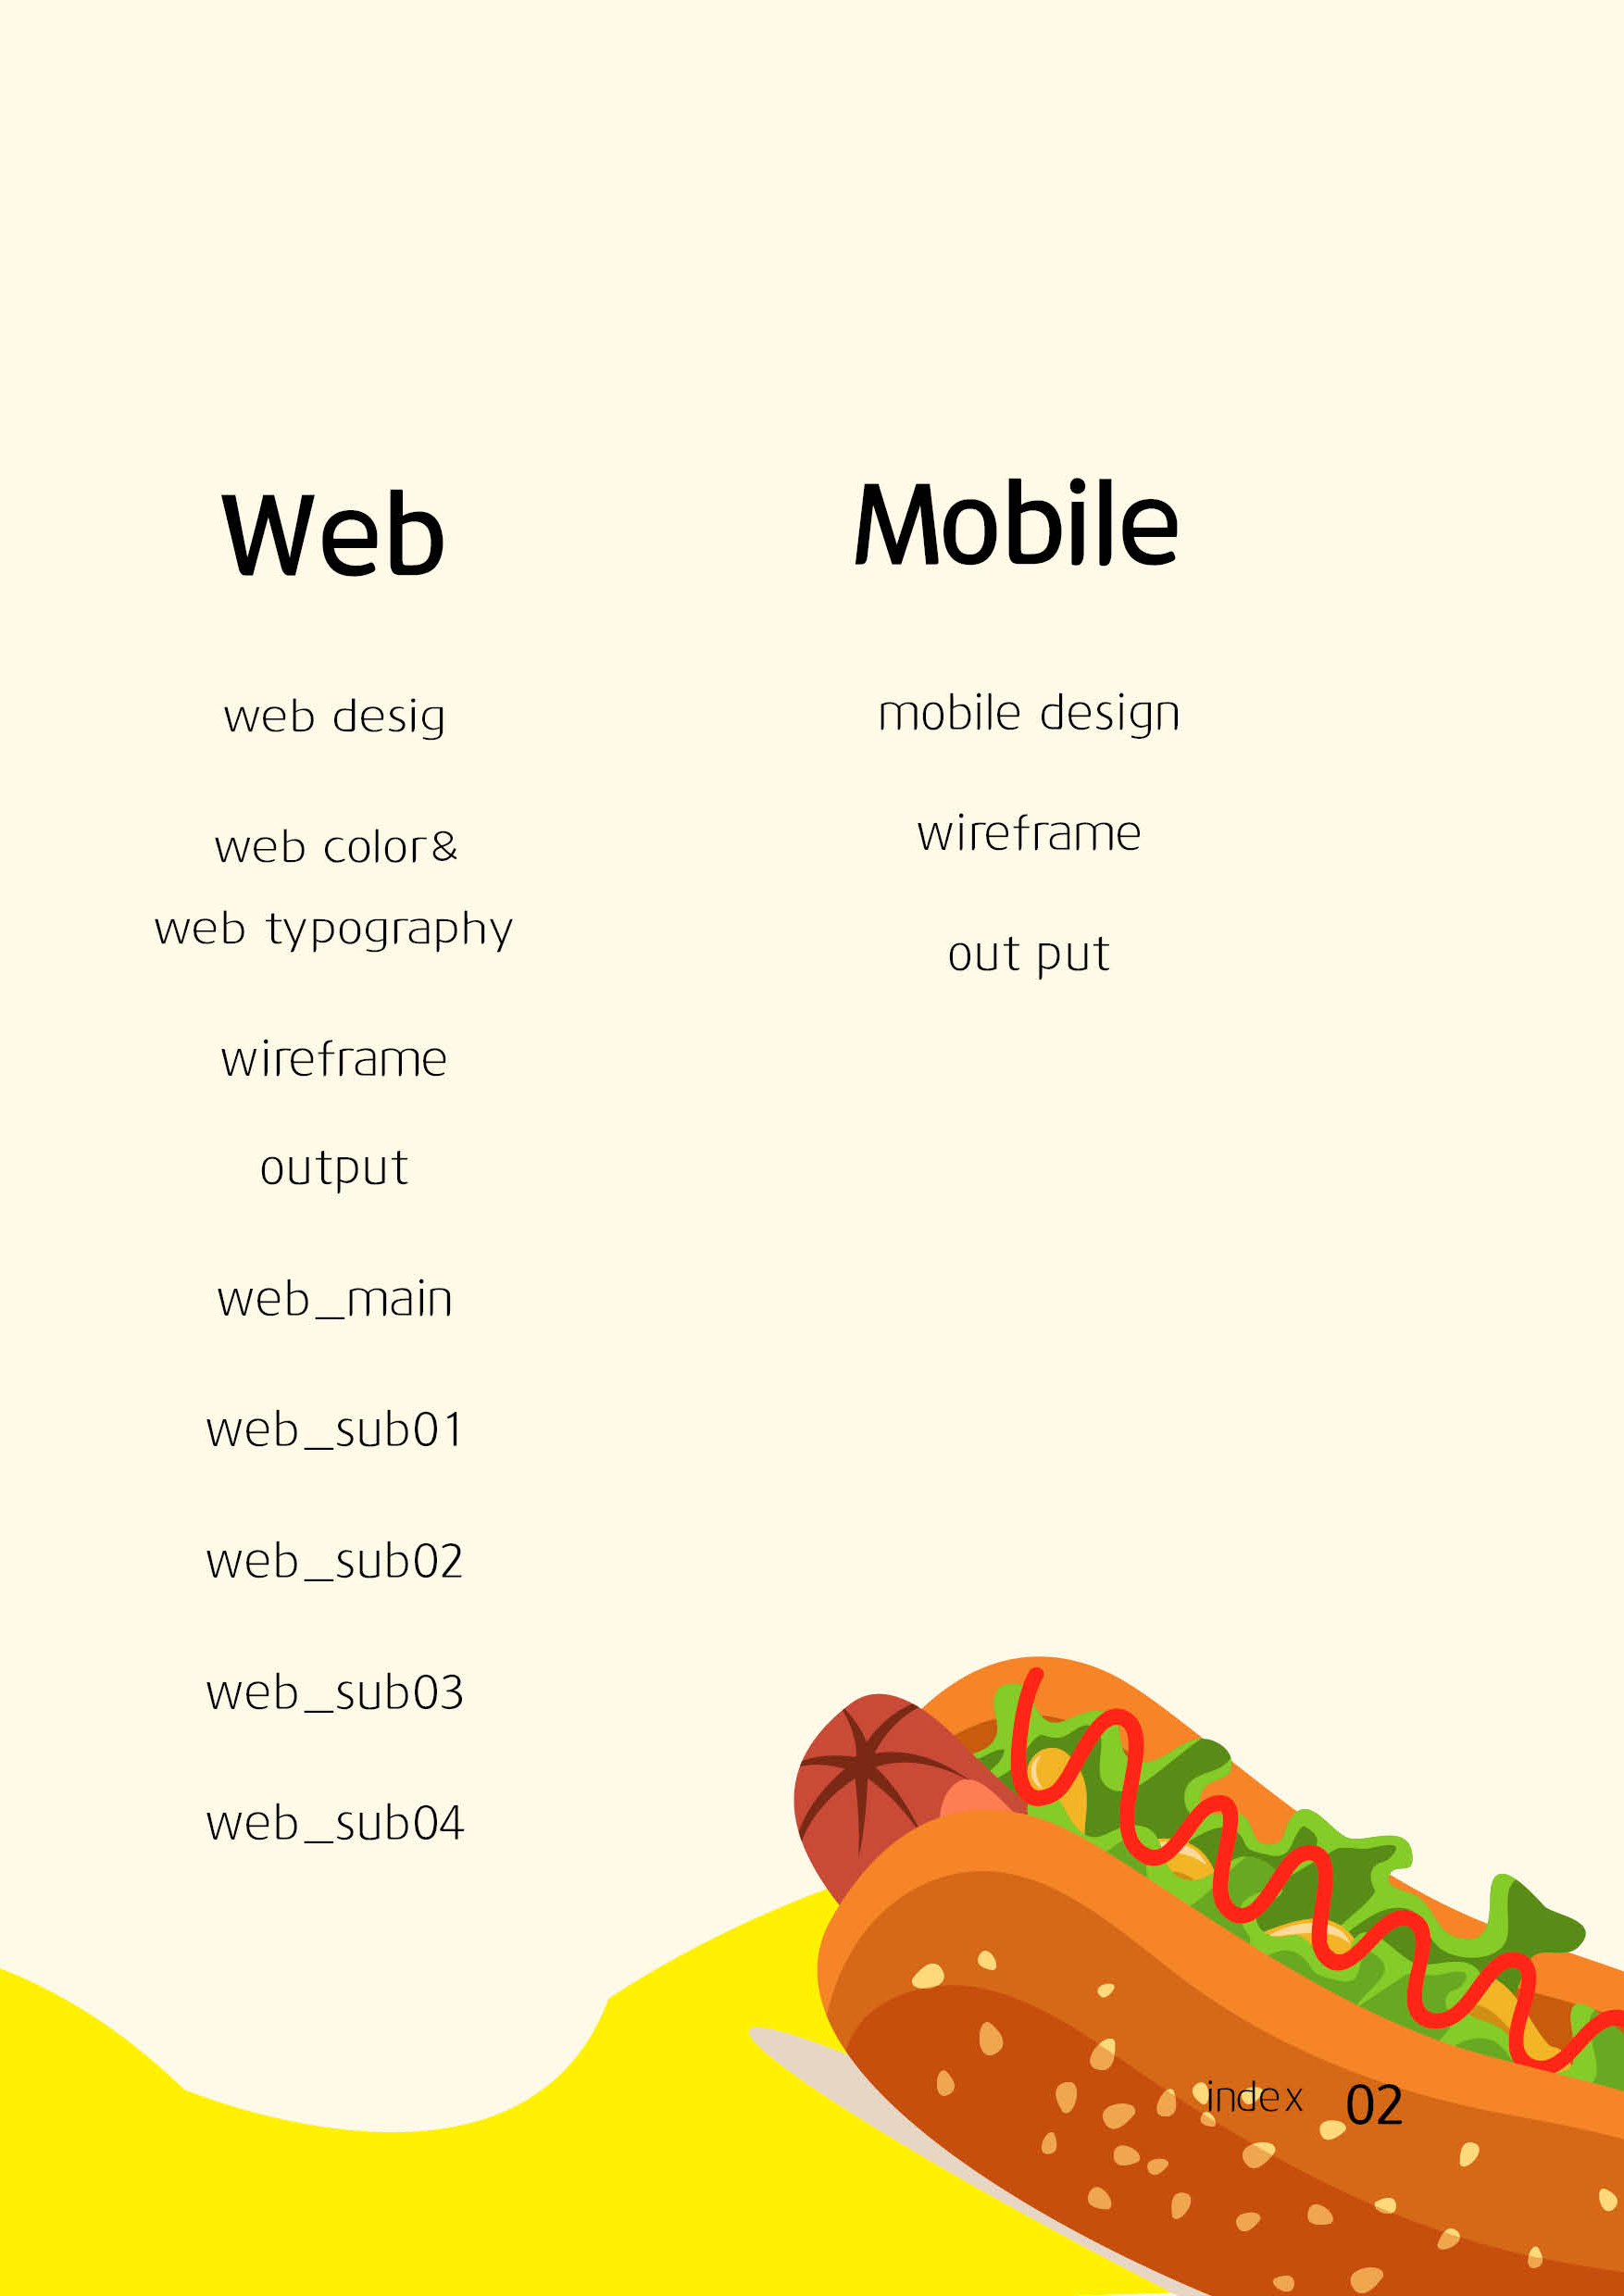 Web
web desig
web color&
web typography
wireframe
output
web_main
web_sub01
web_sub02
web_sub03
web_sub04
Mobile
mobile design
wireframe
out put
index 02